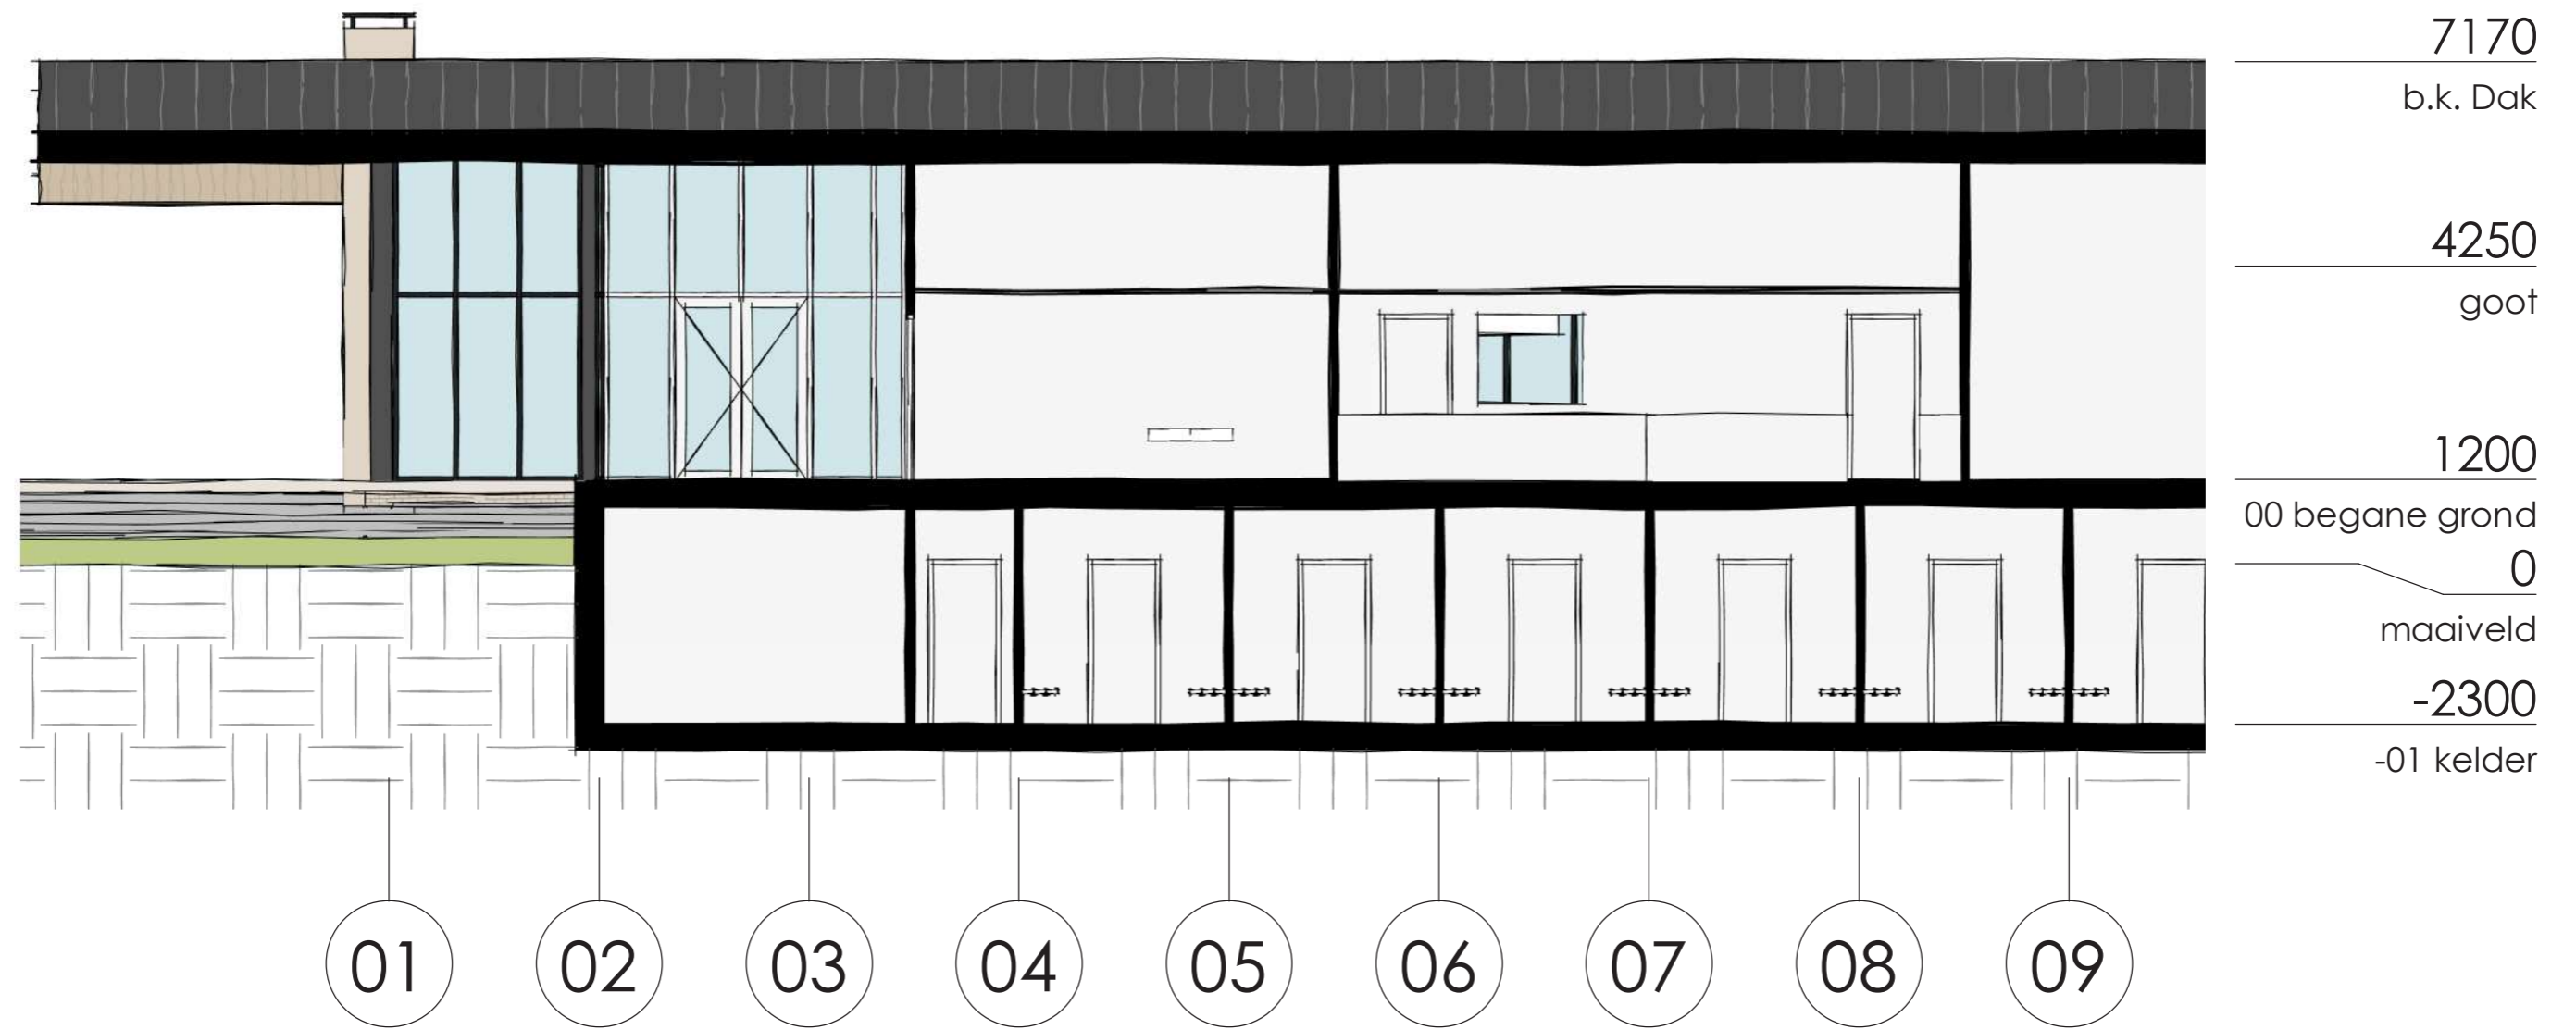 7170
b.k. Dak
4250
goot
1200
00 begane grond
0
maaiveld
-2300
-01 kelder
01 02 03 04 05 06 07 08 09